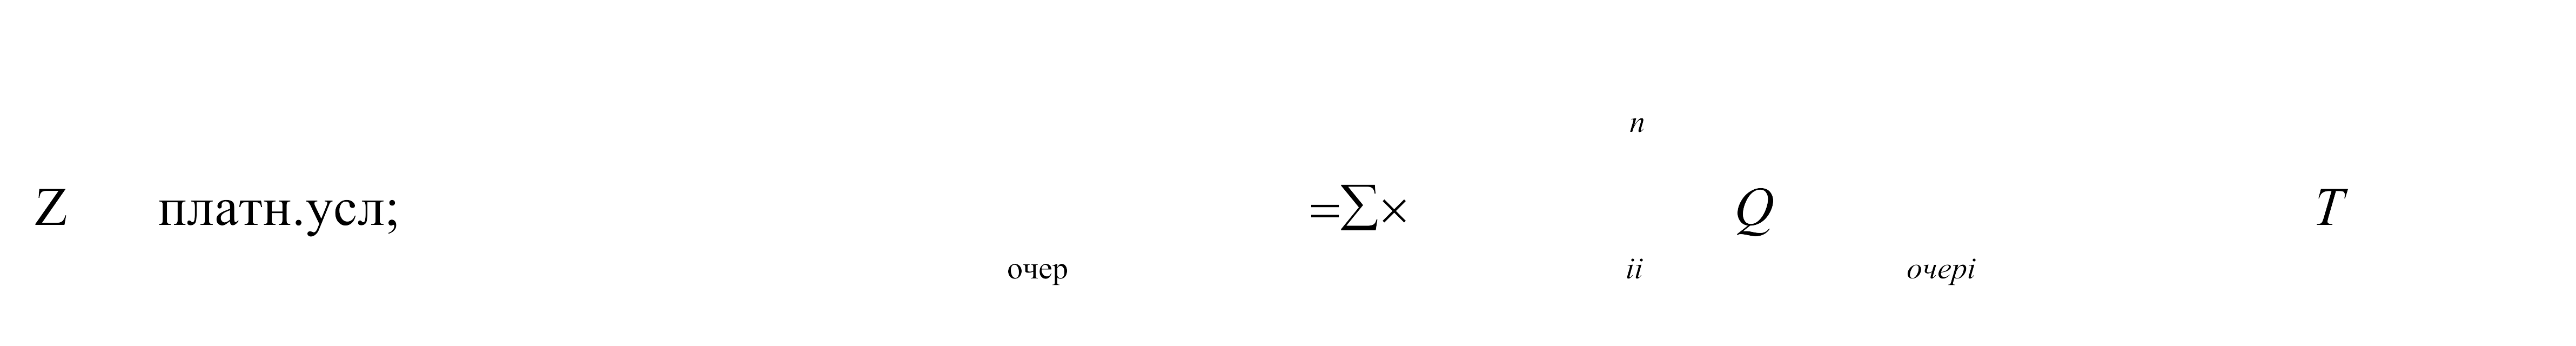 n
Z платн.усл; =∑× Q T
очер ii очерi